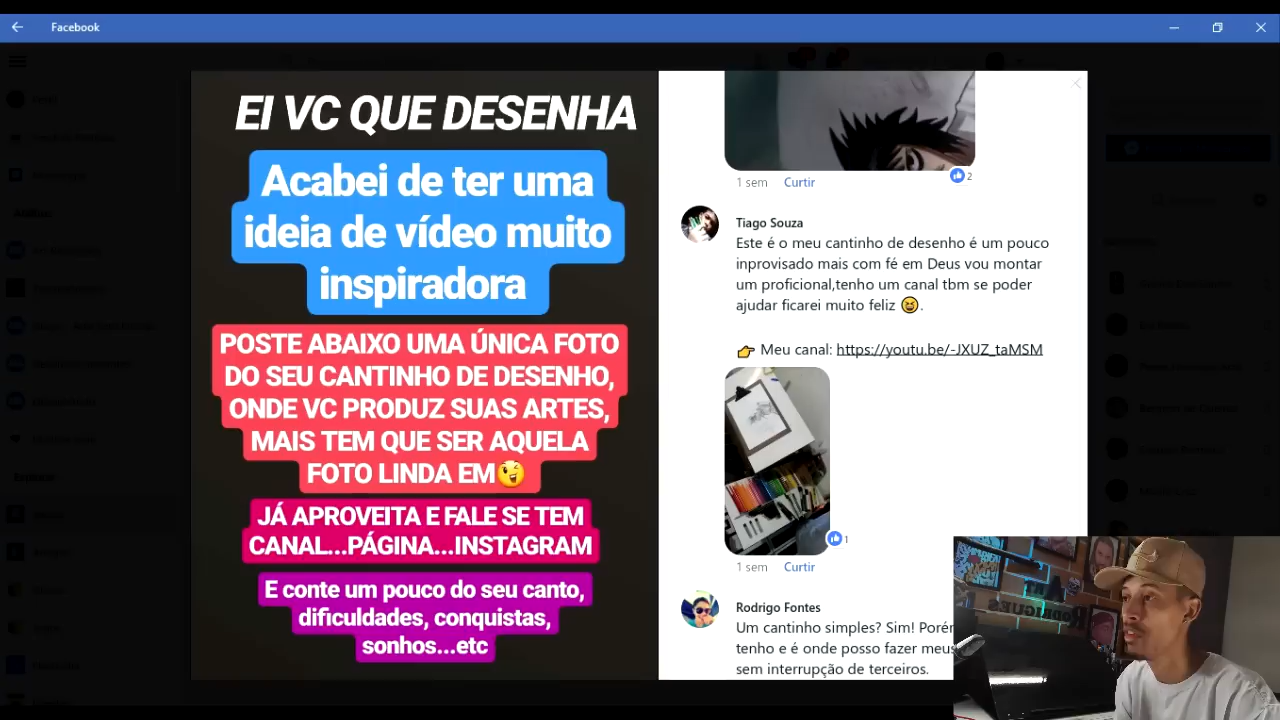 Facebook
EI VC QUE DESENHA
Acabei de ter uma
ideia de vídeo muito
inspiradora
POSTE ABAIXO UMA ÚNICA FOTO
DO SEU CANTINHO DE DESENHO,
ONDE VC PRODUZ SUAS ARTES,
MAIS TEM QUE SER AQUELA
FOTO LINDA EM😉
JÁ APROVEITA E FALE SE TEM
CANAL...PÁGINA...INSTAGRAM
E conte um pouco do seu canto,
dificuldades, conquistas,
sonhos...etc
1 sem Curtir
2
Tiago Souza
Este é o meu cantinho de desenho é um pouco
inprovisado mais com fé em Deus vou montar
um proficional,tenho um canal tbm se poder
ajudar ficarei muito feliz 😆.
👉 Meu canal: https://youtu.be/-JXUZ_taMSM
1
1 sem Curtir
Rodrigo Fontes
Um cantinho simples? Sim! Porém
tenho e é onde posso fazer meus
sem interrupção de terceiros.